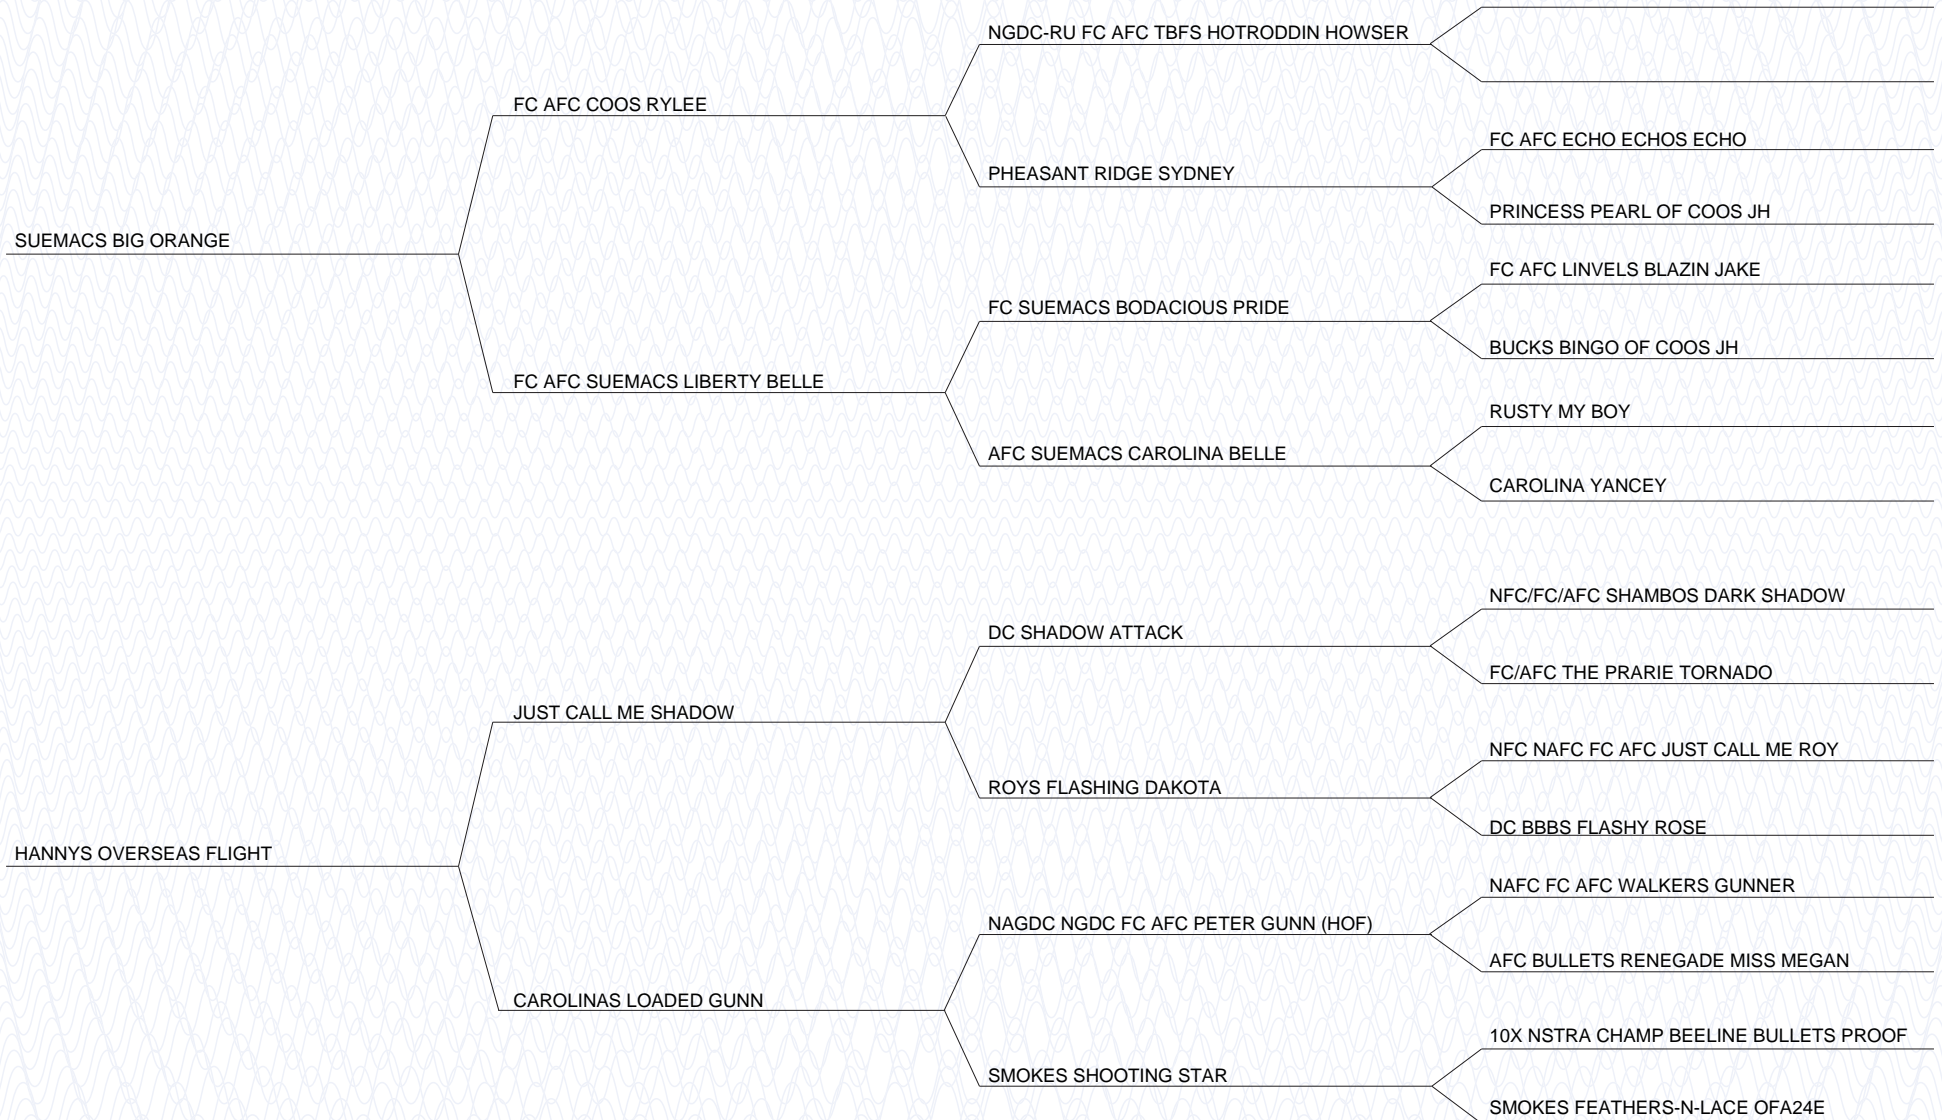 NGDC-RU FC AFC TBFS HOTRODDIN HOWSER
FC AFC COOS RYLEE
FC AFC ECHO ECHOS ECHO
PHEASANT RIDGE SYDNEY
PRINCESS PEARL OF COOS JH
SUEMACS BIG ORANGE
FC AFC LINVELS BLAZIN JAKE
FC SUEMACS BODACIOUS PRIDE
BUCKS BINGO OF COOS JH
FC AFC SUEMACS LIBERTY BELLE
RUSTY MY BOY
AFC SUEMACS CAROLINA BELLE
CAROLINA YANCEY
NFC/FC/AFC SHAMBOS DARK SHADOW
DC SHADOW ATTACK
FC/AFC THE PRARIE TORNADO
JUST CALL ME SHADOW
NFC NAFC FC AFC JUST CALL ME ROY
ROYS FLASHING DAKOTA
DC BBBS FLASHY ROSE
HANNYS OVERSEAS FLIGHT
NAFC FC AFC WALKERS GUNNER
NAGDC NGDC FC AFC PETER GUNN (HOF)
AFC BULLETS RENEGADE MISS MEGAN
CAROLINAS LOADED GUNN
10X NSTRA CHAMP BEELINE BULLETS PROOF
SMOKES SHOOTING STAR
SMOKES FEATHERS-N-LACE OFA24E